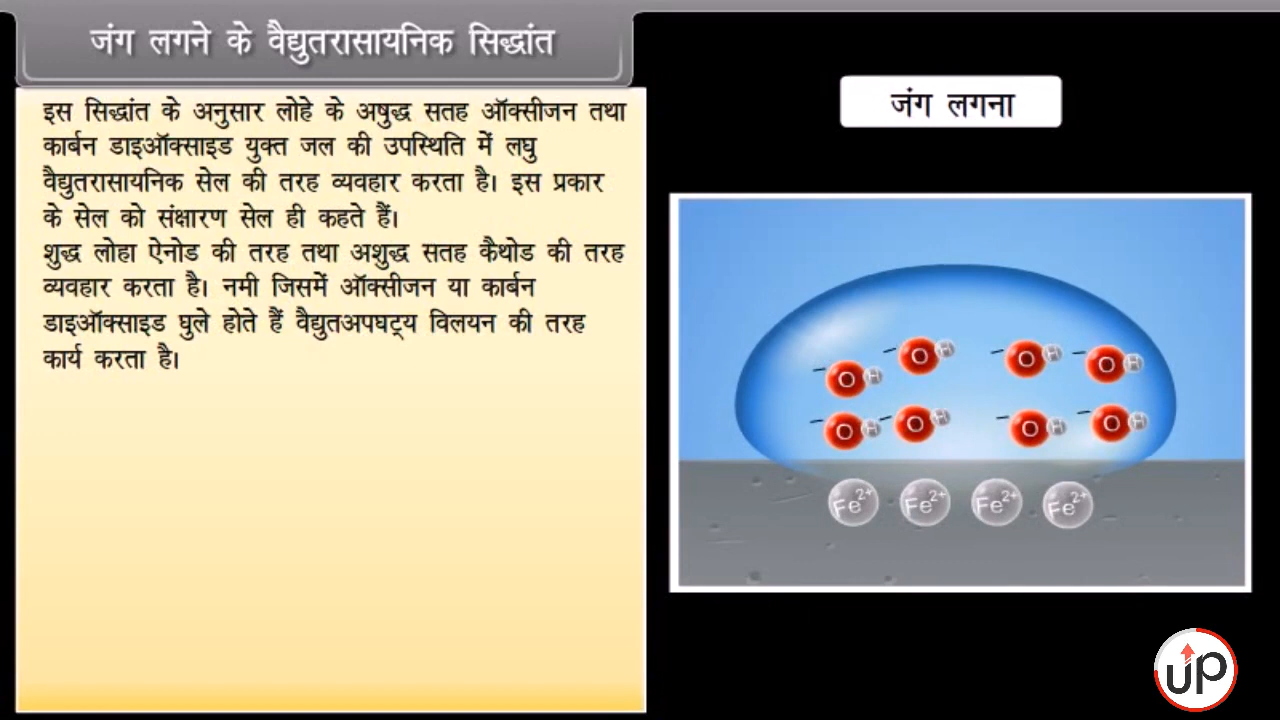 जंग लगने के वैद्युतरासायनिक सिद्धांत
इस सिद्धांत के अनुसार लोहे के अषुद्ध सतह ऑक्सीजन तथा
कार्बन डाइऑक्साइड युक्त जल की उपस्थिति में लघु
वैद्युतरासायनिक सेल की तरह व्यवहार करता है। इस प्रकार
के सेल को संक्षारण सेल ही कहते हैं।
शुद्ध लोहा ऐनोड की तरह तथा अशुद्ध सतह कैथोड की तरह
व्यवहार करता है। नमी जिसमें ऑक्सीजन या कार्बन
डाइऑक्साइड घुले होते हैं वैद्युतअपघट्य विलयन की तरह
कार्य करता है।
जंग लगना
- O H - O H - O H - O H
- O H - O H - O H - O H
Fe²⁺ Fe²⁺ Fe²⁺ Fe²⁺
UP